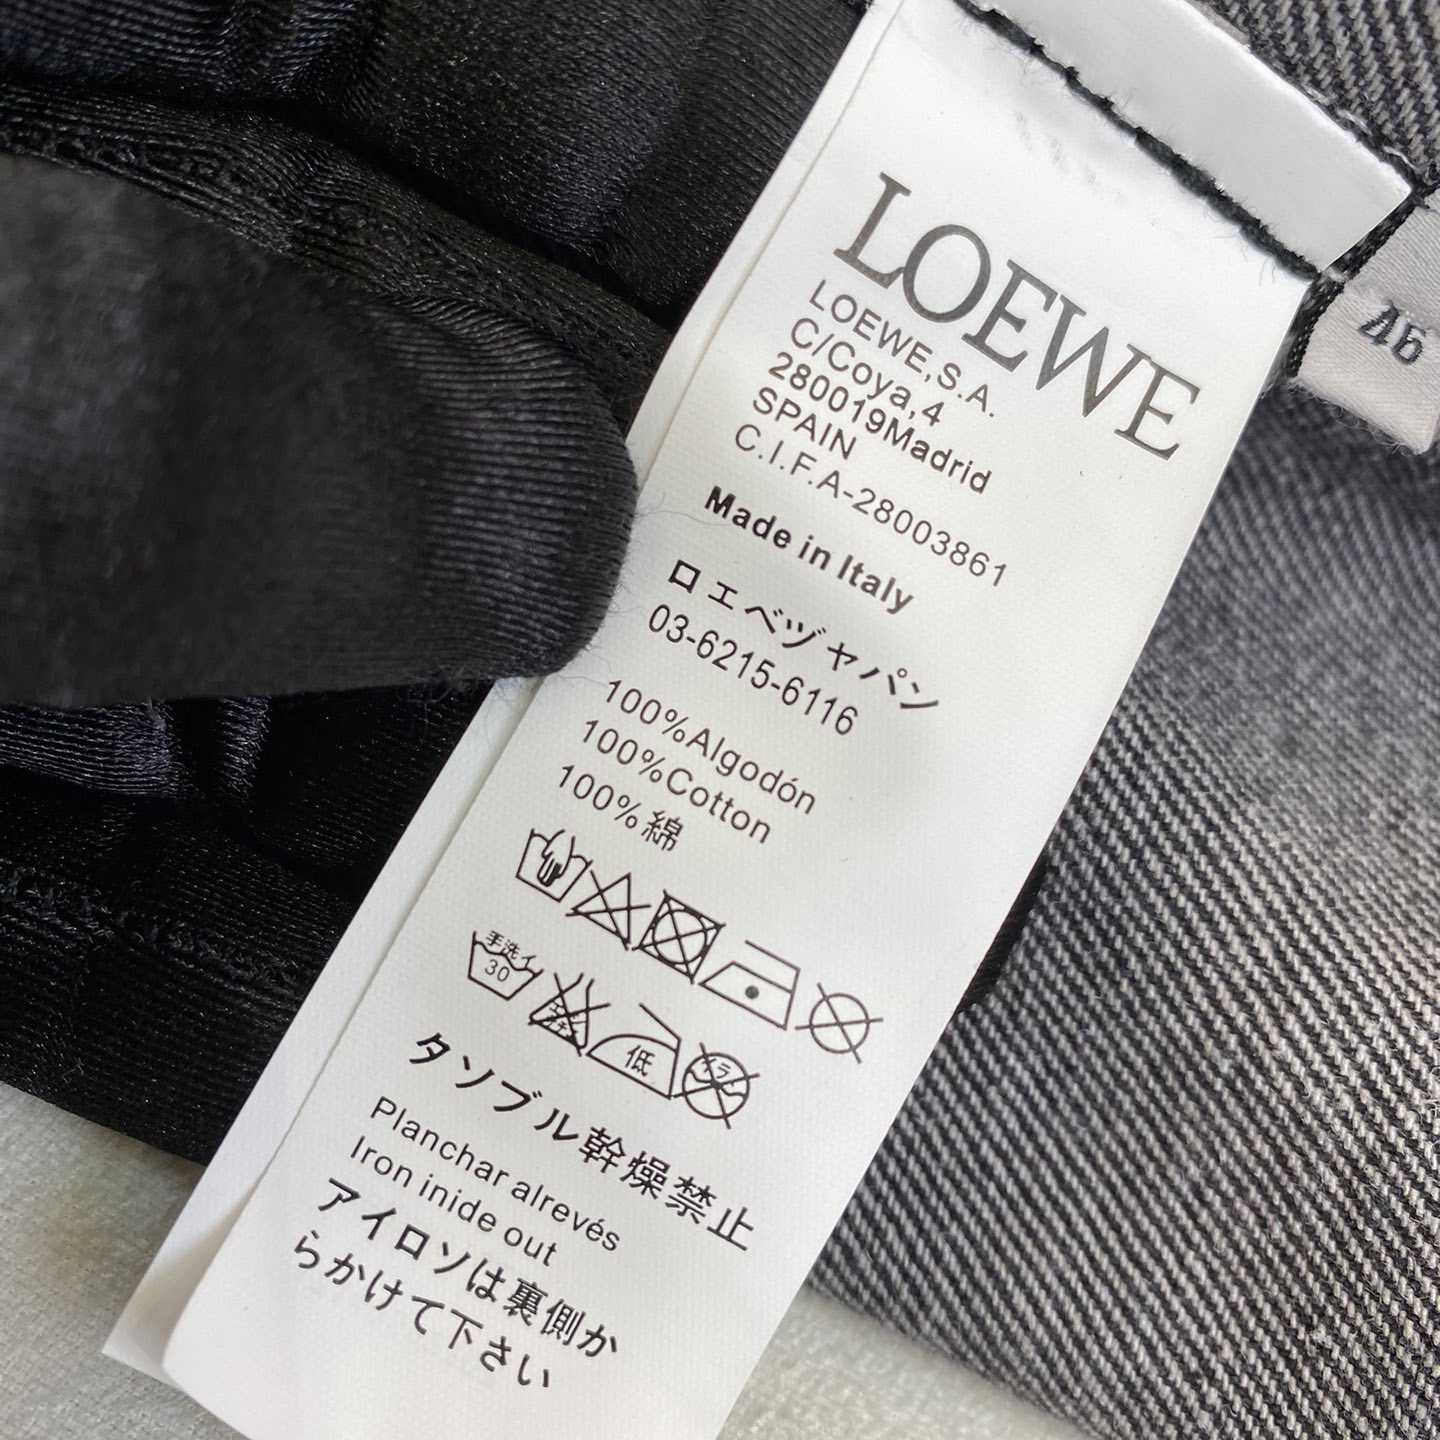 LOEWE
LOEWE,S.A.
C/Coya,4
280019Madrid
SPAIN
C.I.F.A-28003861
Made in Italy
ロェベヅャパン
03-6215-6116
100%Algodón
100%Cotton
100%綿
手洗イ
30
低
タソブル幹燥禁止
Planchar alrevés
Iron inide out
アイロソは裏側か
らかけて下さい
46